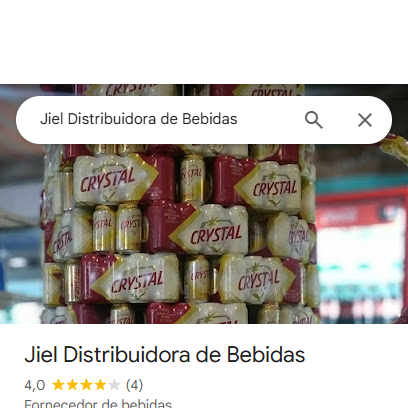 Jiel Distribuidora de Bebidas
CRYSTAL
CRYSTAL
CRYSTAL
CRYSTAL
CRYSTAL
Jiel Distribuidora de Bebidas
4,0 (4)
Fornecedor de bebidas